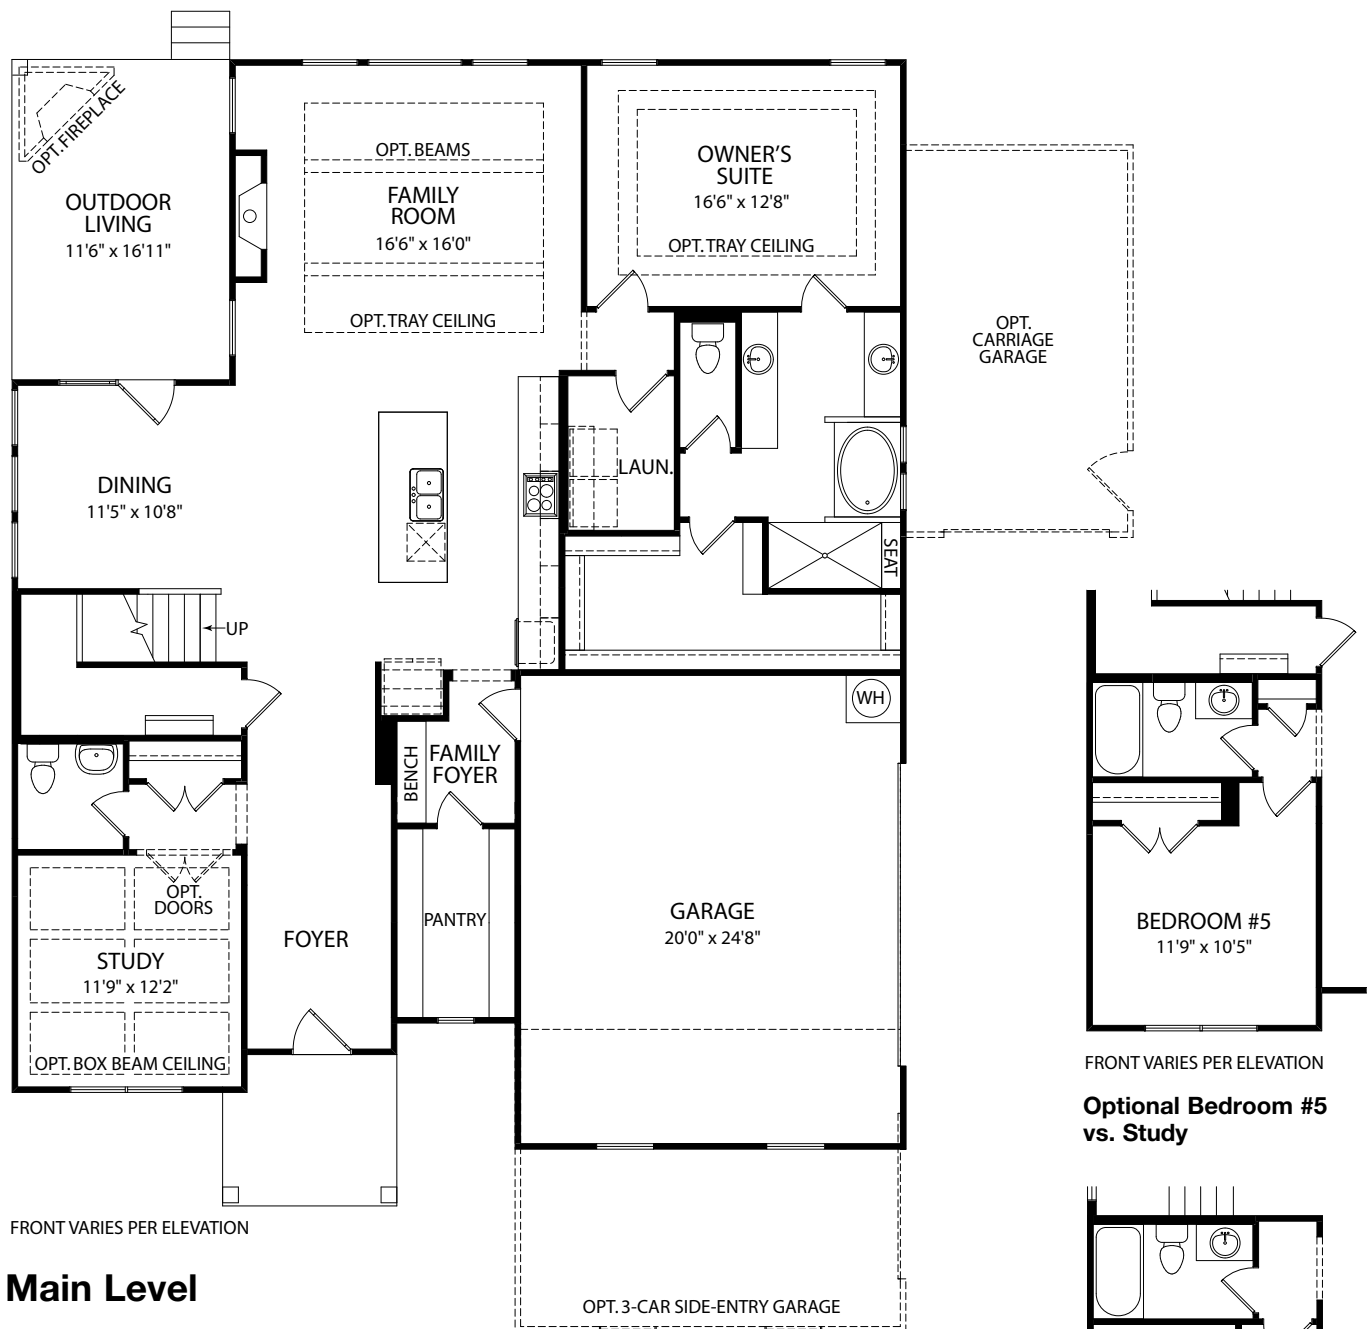 OPT. FIREPLACE
OUTDOOR
LIVING
11'6" x 16'11"
OPT. BEAMS
FAMILY
ROOM
16'6" x 16'0"
OPT. TRAY CEILING
OWNER'S
SUITE
16'6" x 12'8"
OPT. TRAY CEILING
OPT.
CARRIAGE
GARAGE
DINING
11'5" x 10'8"
LAUN.
SEAT
UP
WH
BENCH
FAMILY
FOYER
OPT.
DOORS
PANTRY
FOYER
GARAGE
20'0" x 24'8"
STUDY
11'9" x 12'2"
OPT. BOX BEAM CEILING
BEDROOM #5
11'9" x 10'5"
FRONT VARIES PER ELEVATION
Optional Bedroom #5
vs. Study
FRONT VARIES PER ELEVATION
Main Level
OPT. 3-CAR SIDE-ENTRY GARAGE